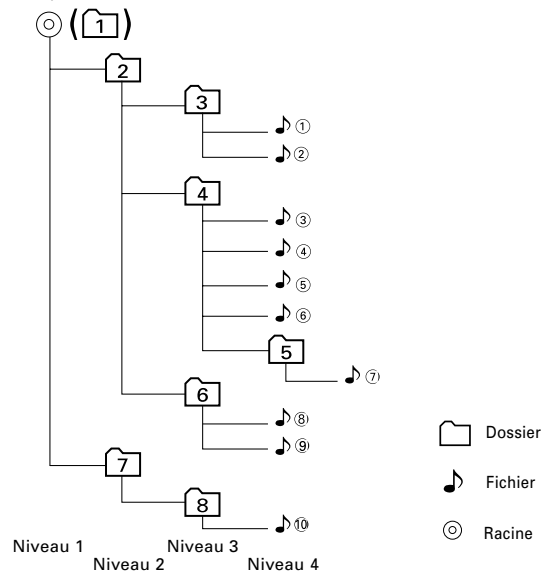 (1)
2
3
①
②
4
③
④
⑤
⑥
5
⑦
6
⑧
⑨
7
8
⑩
Dossier
Fichier
Racine
Niveau 1
Niveau 2
Niveau 3
Niveau 4